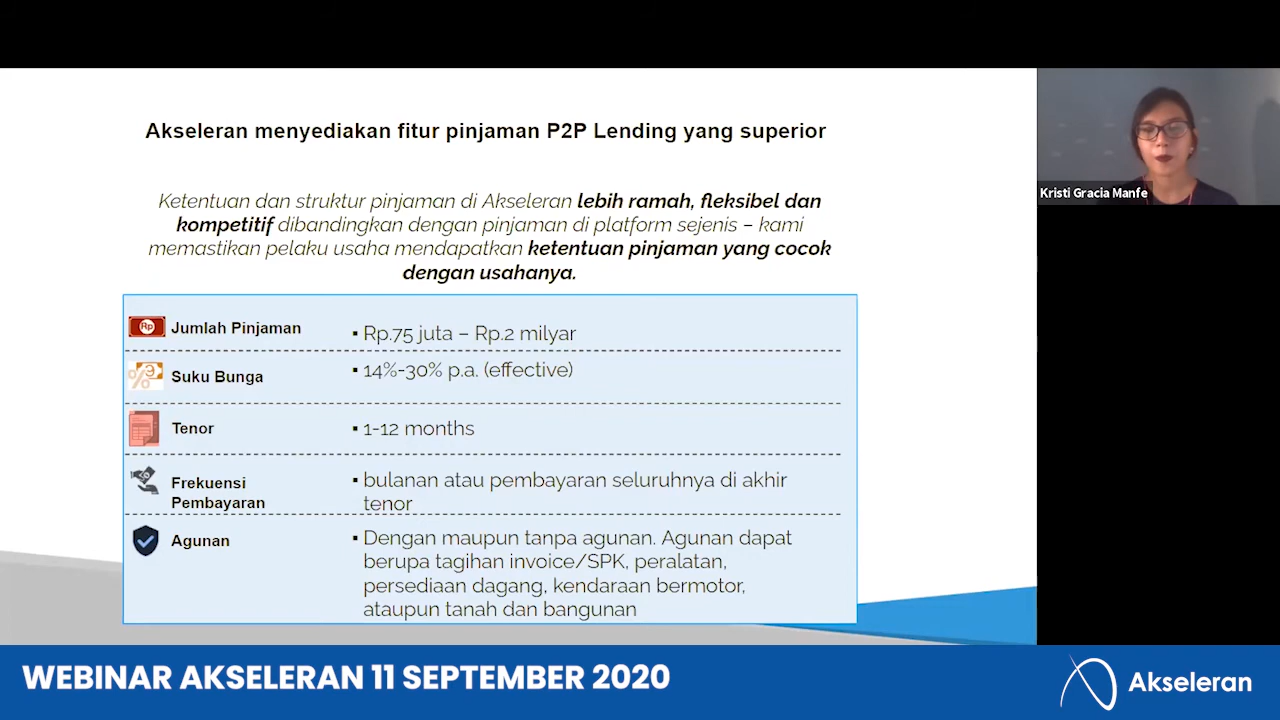 Akseleran menyediakan fitur pinjaman P2P Lending yang superior
Ketentuan dan struktur pinjaman di Akseleran lebih ramah, fleksibel dan
kompetitif dibandingkan dengan pinjaman di platform sejenis – kami
memastikan pelaku usaha mendapatkan ketentuan pinjaman yang cocok
dengan usahanya.
Rp
Jumlah Pinjaman
▪ Rp.75 juta – Rp.2 milyar
Suku Bunga
▪ 14%-30% p.a. (effective)
Tenor
▪ 1-12 months
Frekuensi
Pembayaran
▪ bulanan atau pembayaran seluruhnya di akhir
tenor
Agunan
▪ Dengan maupun tanpa agunan. Agunan dapat
berupa tagihan invoice/SPK, peralatan,
persediaan dagang, kendaraan bermotor,
ataupun tanah dan bangunan
Kristi Gracia Manfe
WEBINAR AKSELERAN 11 SEPTEMBER 2020
Akseleran